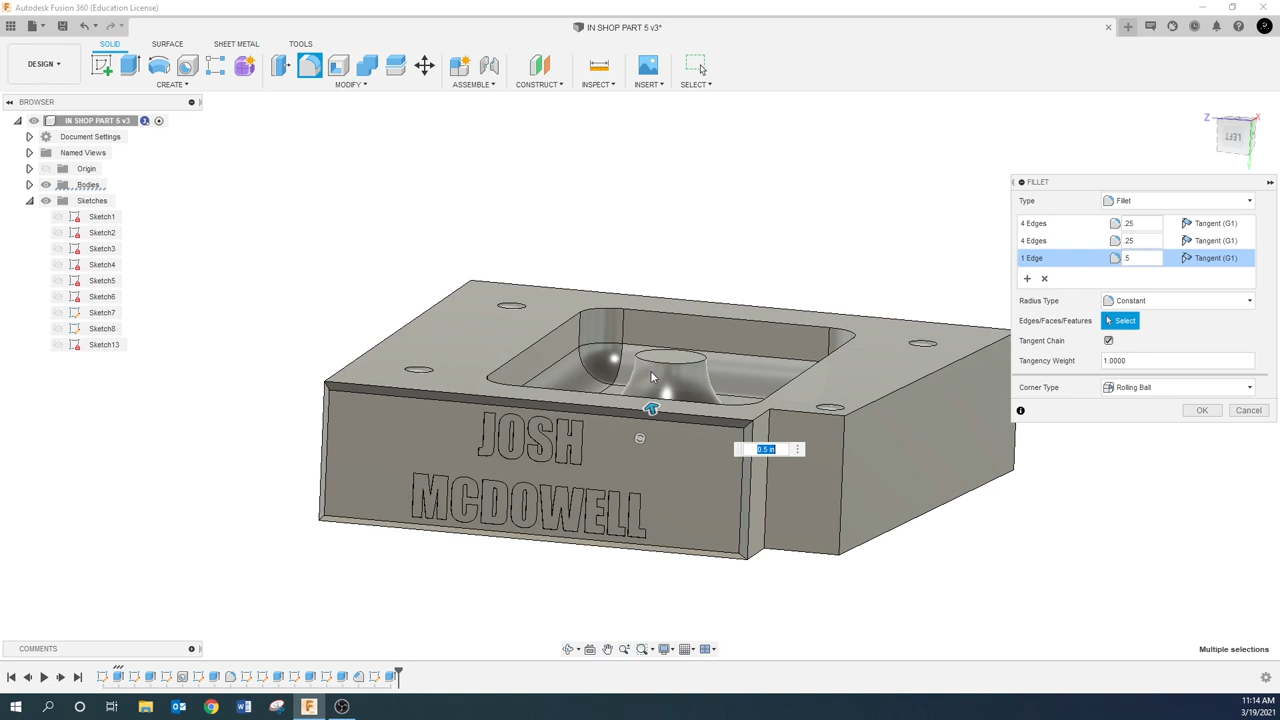 Autodesk Fusion 360 (Education License)
IN SHOP PART 5 v3*
DESIGN
SOLID SURFACE SHEET METAL TOOLS
CREATE MODIFY ASSEMBLE CONSTRUCT INSPECT INSERT SELECT
BROWSER
IN SHOP PART 5 v3
Document Settings
Named Views
Origin
Bodies
Sketches
Sketch1
Sketch2
Sketch3
Sketch4
Sketch5
Sketch6
Sketch7
Sketch8
Sketch13
Z X
LEFT
Y
FILLET
Type Fillet
4 Edges .25 Tangent (G1)
4 Edges .25 Tangent (G1)
1 Edge .5 Tangent (G1)
Radius Type Constant
Edges/Faces/Features Select
Tangent Chain
Tangency Weight 1.0000
Corner Type Rolling Ball
OK Cancel
0.5 in
JOSH
MCDOWELL
COMMENTS
Multiple selections
11:14 AM
3/19/2021